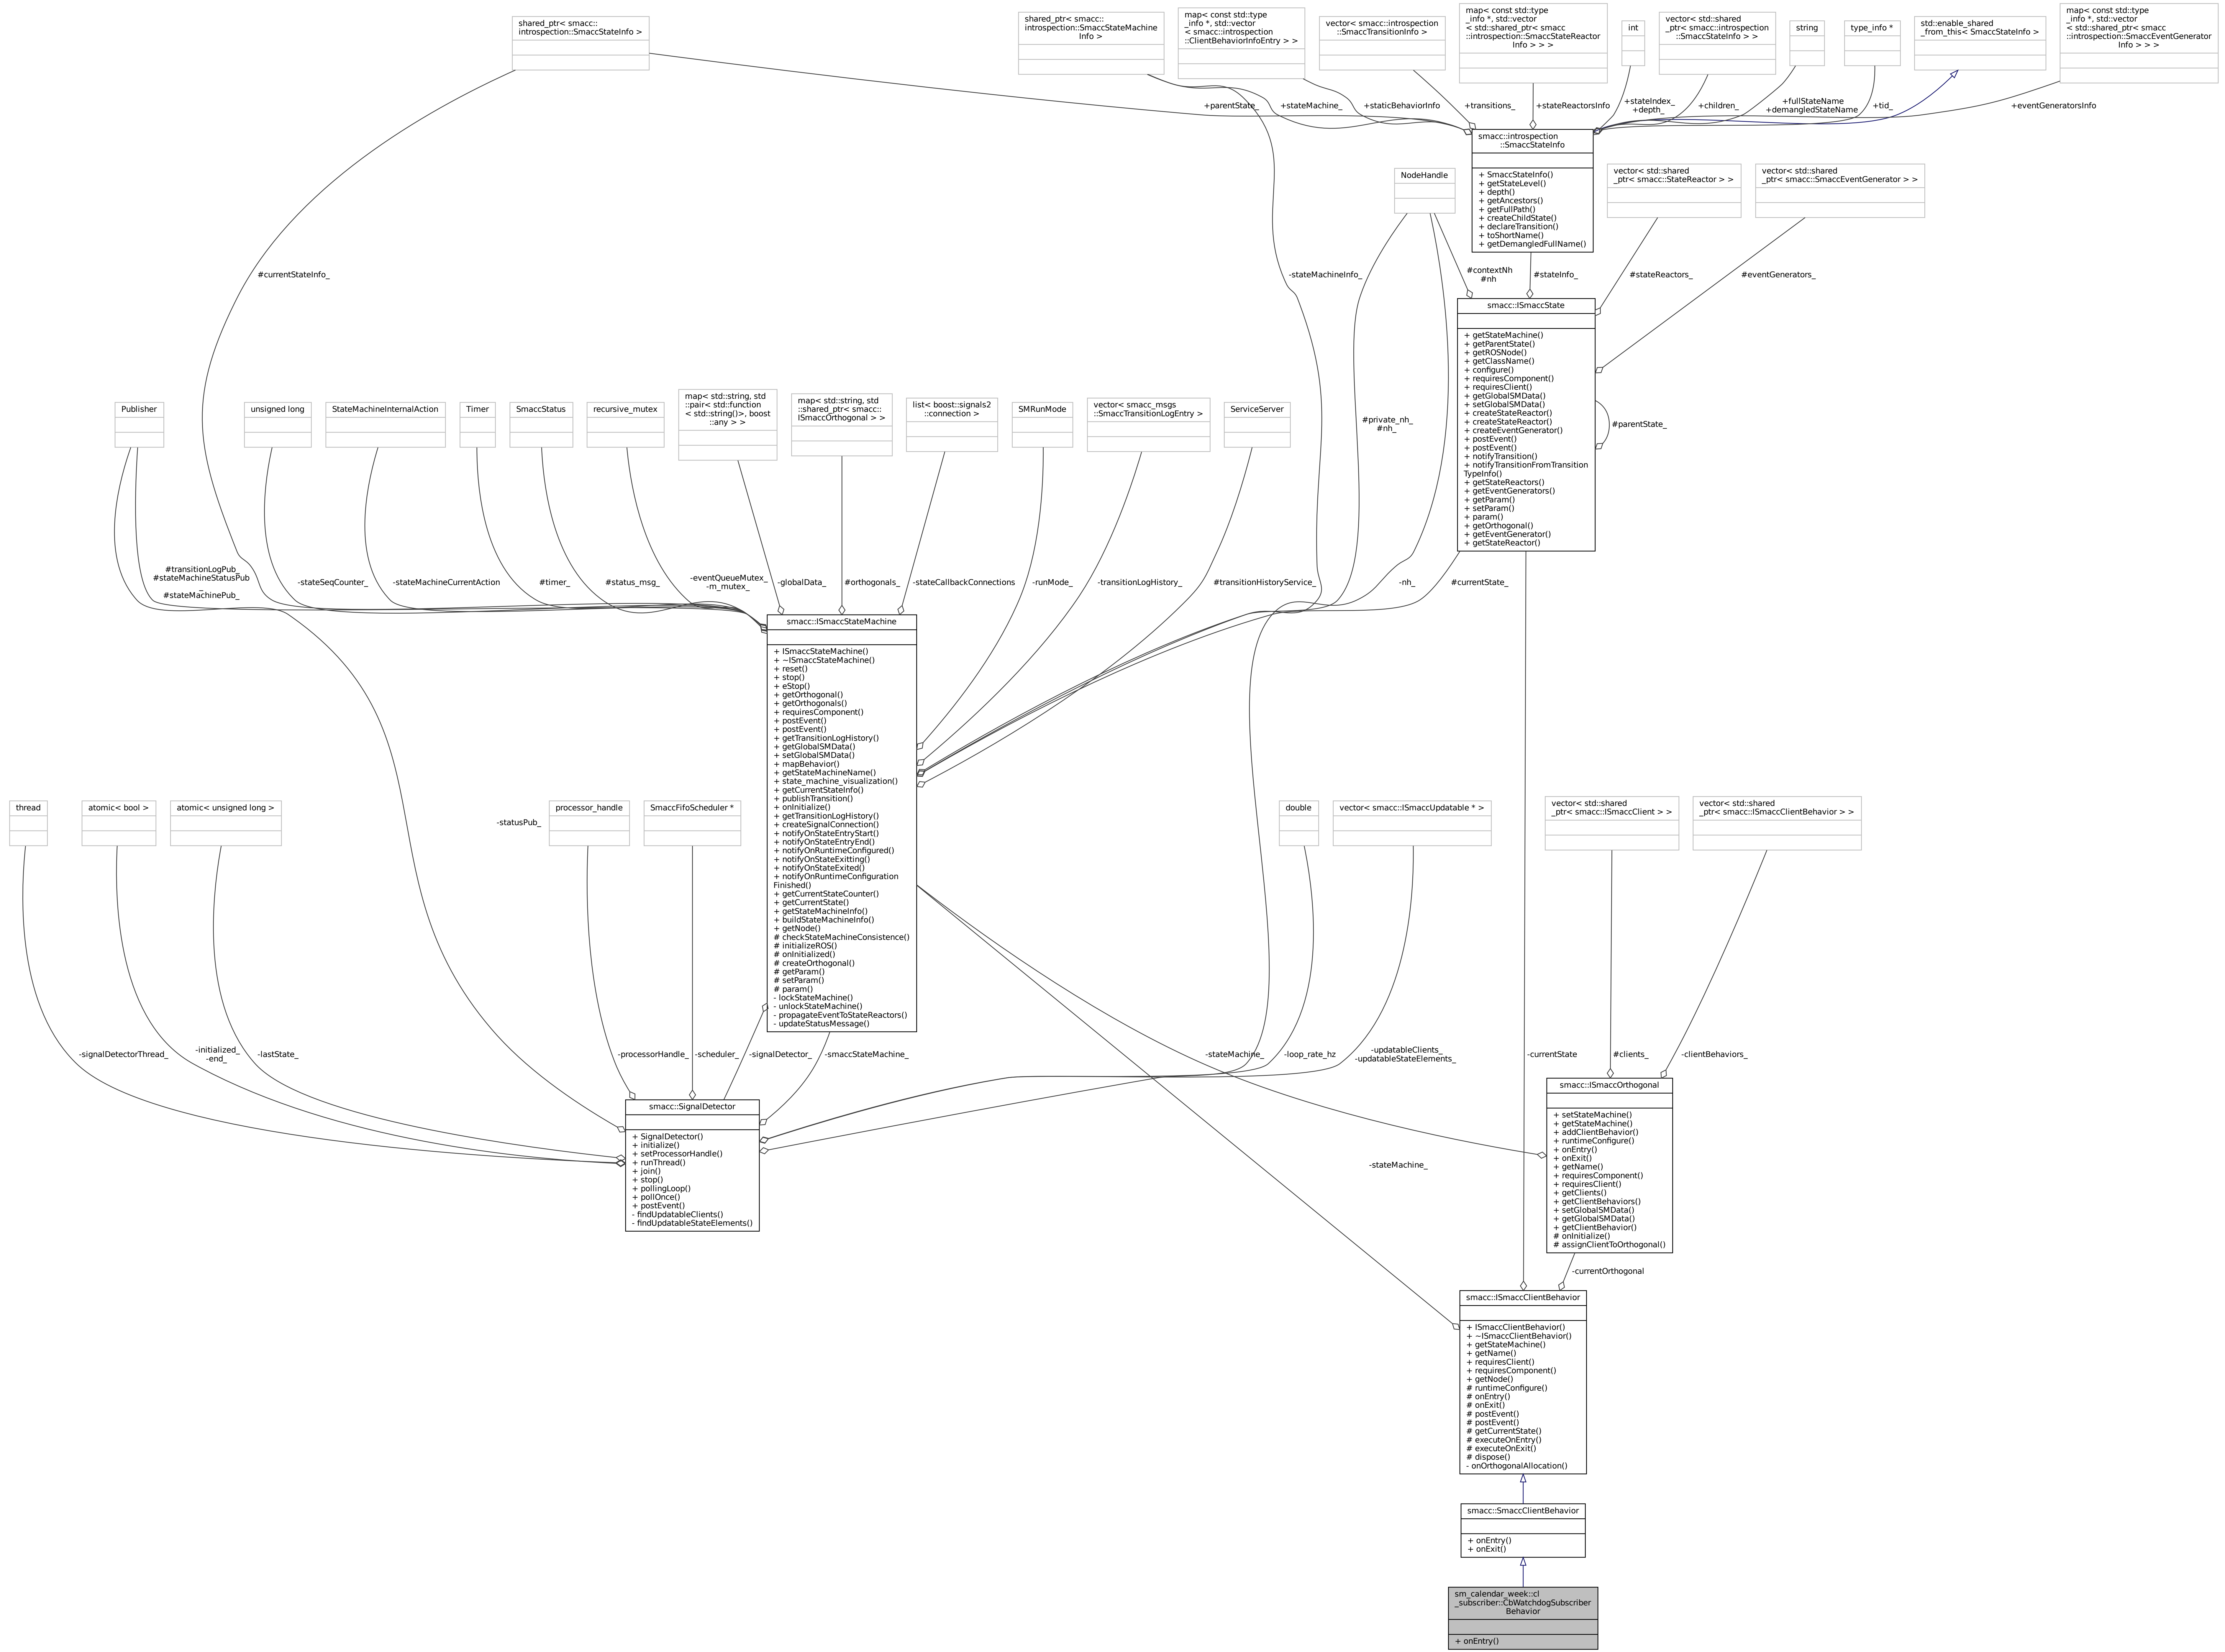 shared_ptr< smacc::
introspection::SmaccStateInfo >
shared_ptr< smacc::
introspection::SmaccStateMachine
Info >
map< const std::type
_info *, std::vector
< smacc::introspection
::ClientBehaviorInfoEntry > >
vector< smacc::introspection
::SmaccTransitionInfo >
map< const std::type
_info *, std::vector
< std::shared_ptr< smacc
::introspection::SmaccStateReactor
Info > > >
int
vector< std::shared
_ptr< smacc::introspection
::SmaccStateInfo > >
string
type_info *
std::enable_shared
_from_this< SmaccStateInfo >
map< const std::type
_info *, std::vector
< std::shared_ptr< smacc
::introspection::SmaccEventGenerator
Info > > >
+parentState_
+stateMachine_
+staticBehaviorInfo
+transitions_
+stateReactorsInfo
+stateIndex_
+depth_
+children_
+fullStateName
+demangledStateName
+tid_
+eventGeneratorsInfo
smacc::introspection
::SmaccStateInfo
+ SmaccStateInfo()
+ getStateLevel()
+ depth()
+ getAncestors()
+ getFullPath()
+ createChildState()
+ declareTransition()
+ toShortName()
+ getDemangledFullName()
NodeHandle
vector< std::shared
_ptr< smacc::StateReactor > >
vector< std::shared
_ptr< smacc::SmaccEventGenerator > >
#currentStateInfo_
-stateMachineInfo_
#contextNh
#nh
#stateInfo_
#stateReactors_
#eventGenerators_
smacc::ISmaccState
+ getStateMachine()
+ getParentState()
+ getROSNode()
+ getClassName()
+ configure()
+ requiresComponent()
+ requiresClient()
+ getGlobalSMData()
+ setGlobalSMData()
+ createStateReactor()
+ createStateReactor()
+ createEventGenerator()
+ postEvent()
+ postEvent()
+ notifyTransition()
+ notifyTransitionFromTransition
TypeInfo()
+ getStateReactors()
+ getEventGenerators()
+ getParam()
+ setParam()
+ param()
+ getOrthogonal()
+ getEventGenerator()
+ getStateReactor()
#parentState_
Publisher
unsigned long
StateMachineInternalAction
Timer
SmaccStatus
recursive_mutex
map< std::string, std
::pair< std::function
< std::string()>, boost
::any > >
map< std::string, std
::shared_ptr< smacc::
ISmaccOrthogonal > >
list< boost::signals2
::connection >
SMRunMode
vector< smacc_msgs
::SmaccTransitionLogEntry >
ServiceServer
#private_nh_
#nh_
#transitionLogPub_
#stateMachineStatusPub
_
#stateMachinePub_
-stateSeqCounter_
-stateMachineCurrentAction
#timer_
#status_msg_
-eventQueueMutex_
-m_mutex_
-globalData_
#orthogonals_
-stateCallbackConnections
-runMode_
-transitionLogHistory_
#transitionHistoryService_
-nh_
#currentState_
smacc::ISmaccStateMachine
+ ISmaccStateMachine()
+ ~ISmaccStateMachine()
+ reset()
+ stop()
+ eStop()
+ getOrthogonal()
+ getOrthogonals()
+ requiresComponent()
+ postEvent()
+ postEvent()
+ getTransitionLogHistory()
+ getGlobalSMData()
+ setGlobalSMData()
+ mapBehavior()
+ getStateMachineName()
+ state_machine_visualization()
+ getCurrentStateInfo()
+ publishTransition()
+ onInitialize()
+ getTransitionLogHistory()
+ createSignalConnection()
+ notifyOnStateEntryStart()
+ notifyOnStateEntryEnd()
+ notifyOnRuntimeConfigured()
+ notifyOnStateExitting()
+ notifyOnStateExited()
+ notifyOnRuntimeConfiguration
Finished()
+ getCurrentStateCounter()
+ getCurrentState()
+ getStateMachineInfo()
+ buildStateMachineInfo()
+ getNode()
# checkStateMachineConsistence()
# initializeROS()
# onInitialized()
# createOrthogonal()
# getParam()
# setParam()
# param()
- lockStateMachine()
- unlockStateMachine()
- propagateEventToStateReactors()
- updateStatusMessage()
thread
atomic< bool >
atomic< unsigned long >
-statusPub_
processor_handle
SmaccFifoScheduler *
double
vector< smacc::ISmaccUpdatable * >
vector< std::shared
_ptr< smacc::ISmaccClient > >
vector< std::shared
_ptr< smacc::ISmaccClientBehavior > >
-signalDetectorThread_
-initialized_
-end_
-lastState_
-processorHandle_
-scheduler_
-signalDetector_
-smaccStateMachine_
-stateMachine_
-loop_rate_hz
-updatableClients_
-updatableStateElements_
-currentState
#clients_
-clientBehaviors_
smacc::SignalDetector
+ SignalDetector()
+ initialize()
+ setProcessorHandle()
+ runThread()
+ join()
+ stop()
+ pollingLoop()
+ pollOnce()
+ postEvent()
- findUpdatableClients()
- findUpdatableStateElements()
-stateMachine_
smacc::ISmaccOrthogonal
+ setStateMachine()
+ getStateMachine()
+ addClientBehavior()
+ runtimeConfigure()
+ onEntry()
+ onExit()
+ getName()
+ requiresComponent()
+ requiresClient()
+ getClients()
+ getClientBehaviors()
+ setGlobalSMData()
+ getGlobalSMData()
+ getClientBehavior()
# onInitialize()
# assignClientToOrthogonal()
-currentOrthogonal
smacc::ISmaccClientBehavior
+ ISmaccClientBehavior()
+ ~ISmaccClientBehavior()
+ getStateMachine()
+ getName()
+ requiresClient()
+ requiresComponent()
+ getNode()
# runtimeConfigure()
# onEntry()
# onExit()
# postEvent()
# postEvent()
# getCurrentState()
# executeOnEntry()
# executeOnExit()
# dispose()
- onOrthogonalAllocation()
smacc::SmaccClientBehavior
+ onEntry()
+ onExit()
sm_calendar_week::cl
_subscriber::CbWatchdogSubscriber
Behavior
+ onEntry()